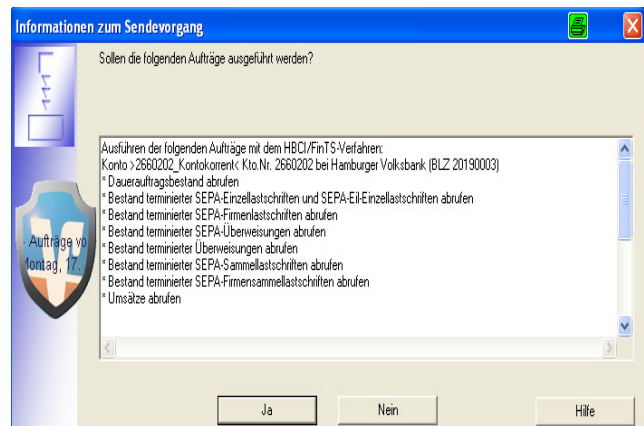 Informationen zum Sendevorgang
Sollen die folgenden Aufträge ausgeführt werden?
Ausführen der folgenden Aufträge mit dem HBCI/FinTS-Verfahren:
Konto >2660202_Kontokorrent< Kto.Nr. 2660202 bei Hamburger Volksbank (BLZ 20190003)
* Dauerauftragsbestand abrufen
* Bestand terminierter SEPA-Einzellastschriften und SEPA-Eil-Einzellastschriften abrufen
* Bestand terminierter SEPA-Firmenlastschriften abrufen
* Bestand terminierter SEPA-Überweisungen abrufen
* Bestand terminierter Überweisungen abrufen
* Bestand terminierter SEPA-Sammellastschriften abrufen
* Bestand terminierter SEPA-Firmensammellastschriften abrufen
* Umsätze abrufen
- Aufträge vo
Montag, 17.
Ja
Nein
Hilfe